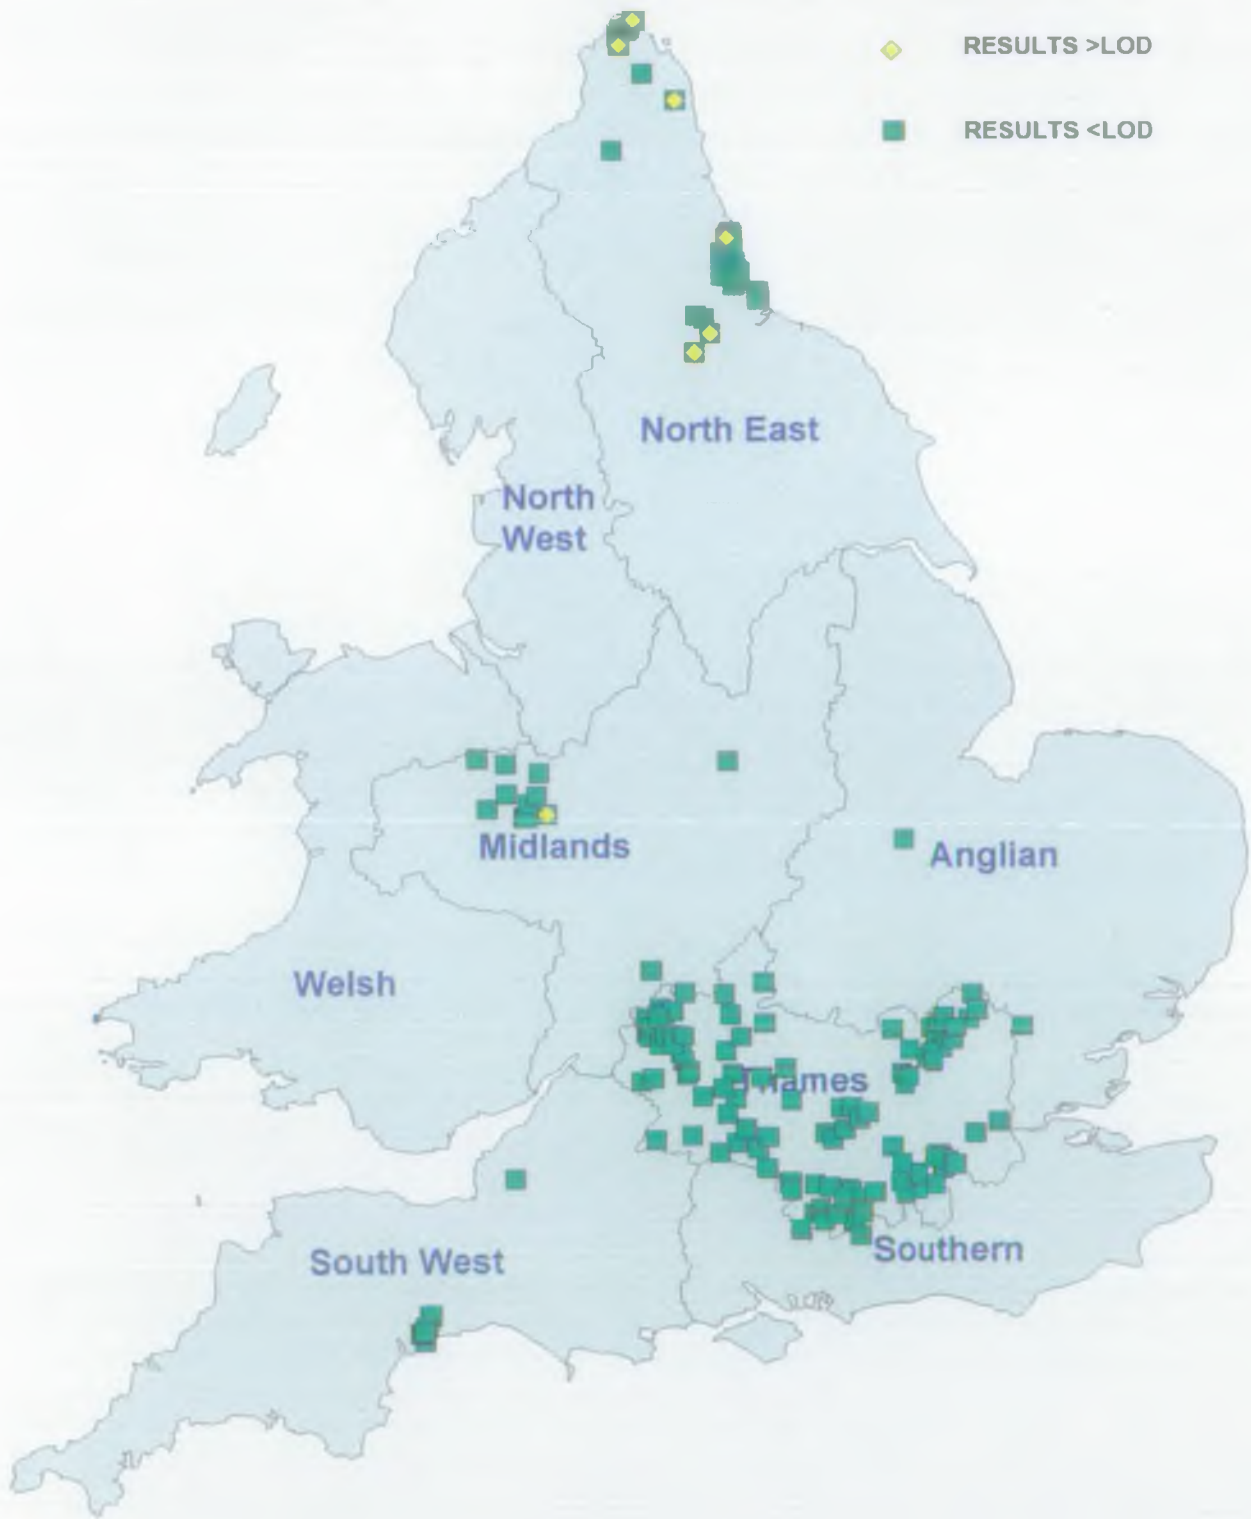 RESULTS >LOD
RESULTS <LOD
North East
North
West
Midlands
Anglian
Welsh
Thames
South West
Southern